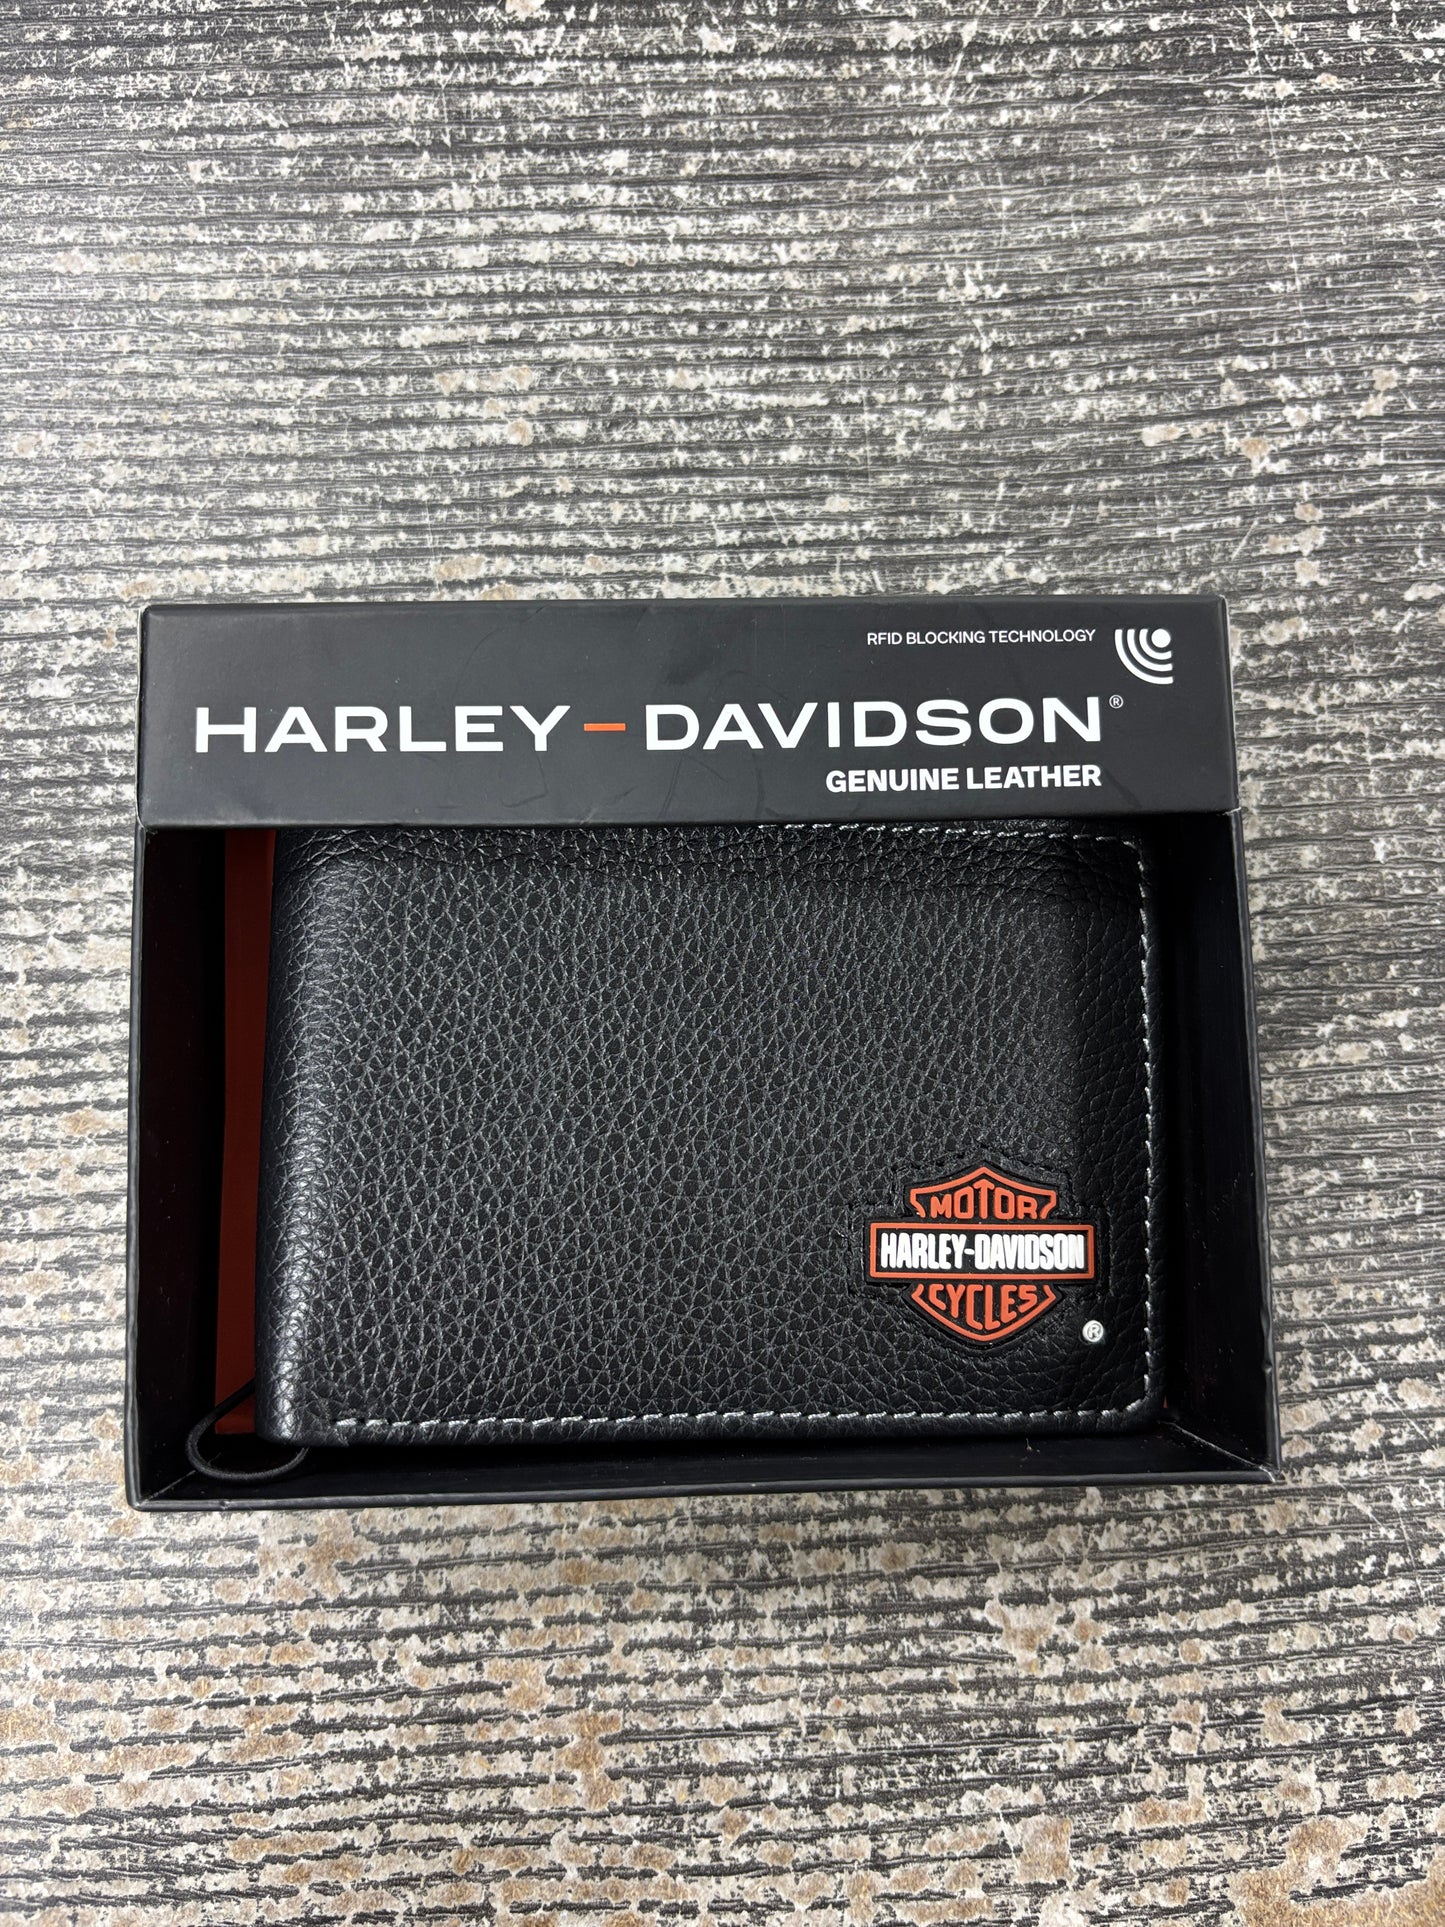 RFID BLOCKING TECHNOLOGY
HARLEY-DAVIDSON®
GENUINE LEATHER
MOTOR
HARLEY-DAVIDSON
CYCLES
®